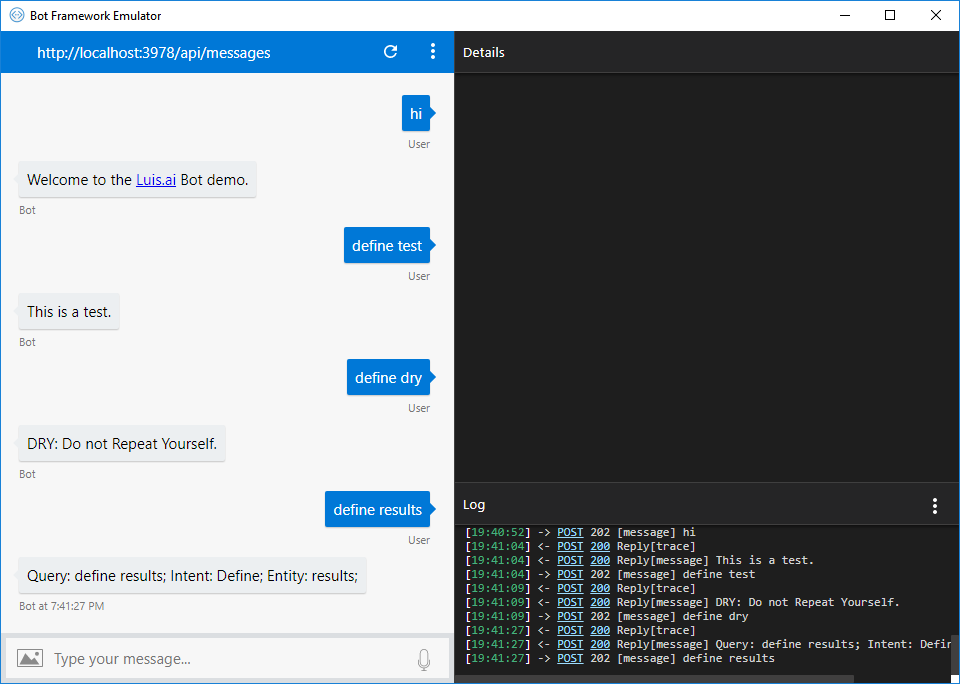 Bot Framework Emulator
http://localhost:3978/api/messages
hi
User
Welcome to the Luis.ai Bot demo.
Bot
define test
User
This is a test.
Bot
define dry
User
DRY: Do not Repeat Yourself.
Bot
define results
User
Query: define results; Intent: Define; Entity: results;
Bot at 7:41:27 PM
Type your message...
Details
Log
[19:40:52] -> POST 202 [message] hi
[19:41:04] <- POST 200 Reply[trace]
[19:41:04] <- POST 200 Reply[message] This is a test.
[19:41:04] -> POST 202 [message] define test
[19:41:09] <- POST 200 Reply[trace]
[19:41:09] <- POST 200 Reply[message] DRY: Do not Repeat Yourself.
[19:41:09] -> POST 202 [message] define dry
[19:41:27] <- POST 200 Reply[trace]
[19:41:27] <- POST 200 Reply[message] Query: define results; Intent: Defin
[19:41:27] -> POST 202 [message] define results